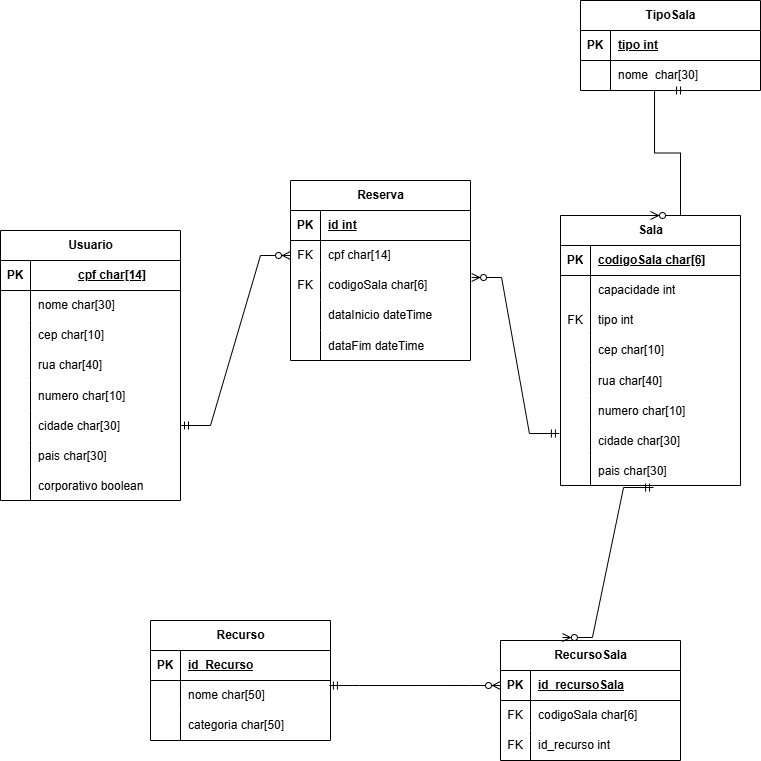 TipoSala
PK tipo int
nome char[30]
Reserva
PK id int
FK cpf char[14]
FK codigoSala char[6]
dataInicio dateTime
dataFim dateTime
Sala
PK codigoSala char[6]
capacidade int
FK tipo int
cep char[10]
rua char[40]
numero char[10]
cidade char[30]
pais char[30]
Usuario
PK cpf char[14]
nome char[30]
cep char[10]
rua char[40]
numero char[10]
cidade char[30]
pais char[30]
corporativo boolean
Recurso
PK id_Recurso
nome char[50]
categoria char[50]
RecursoSala
PK id_recursoSala
FK codigoSala char[6]
FK id_recurso int